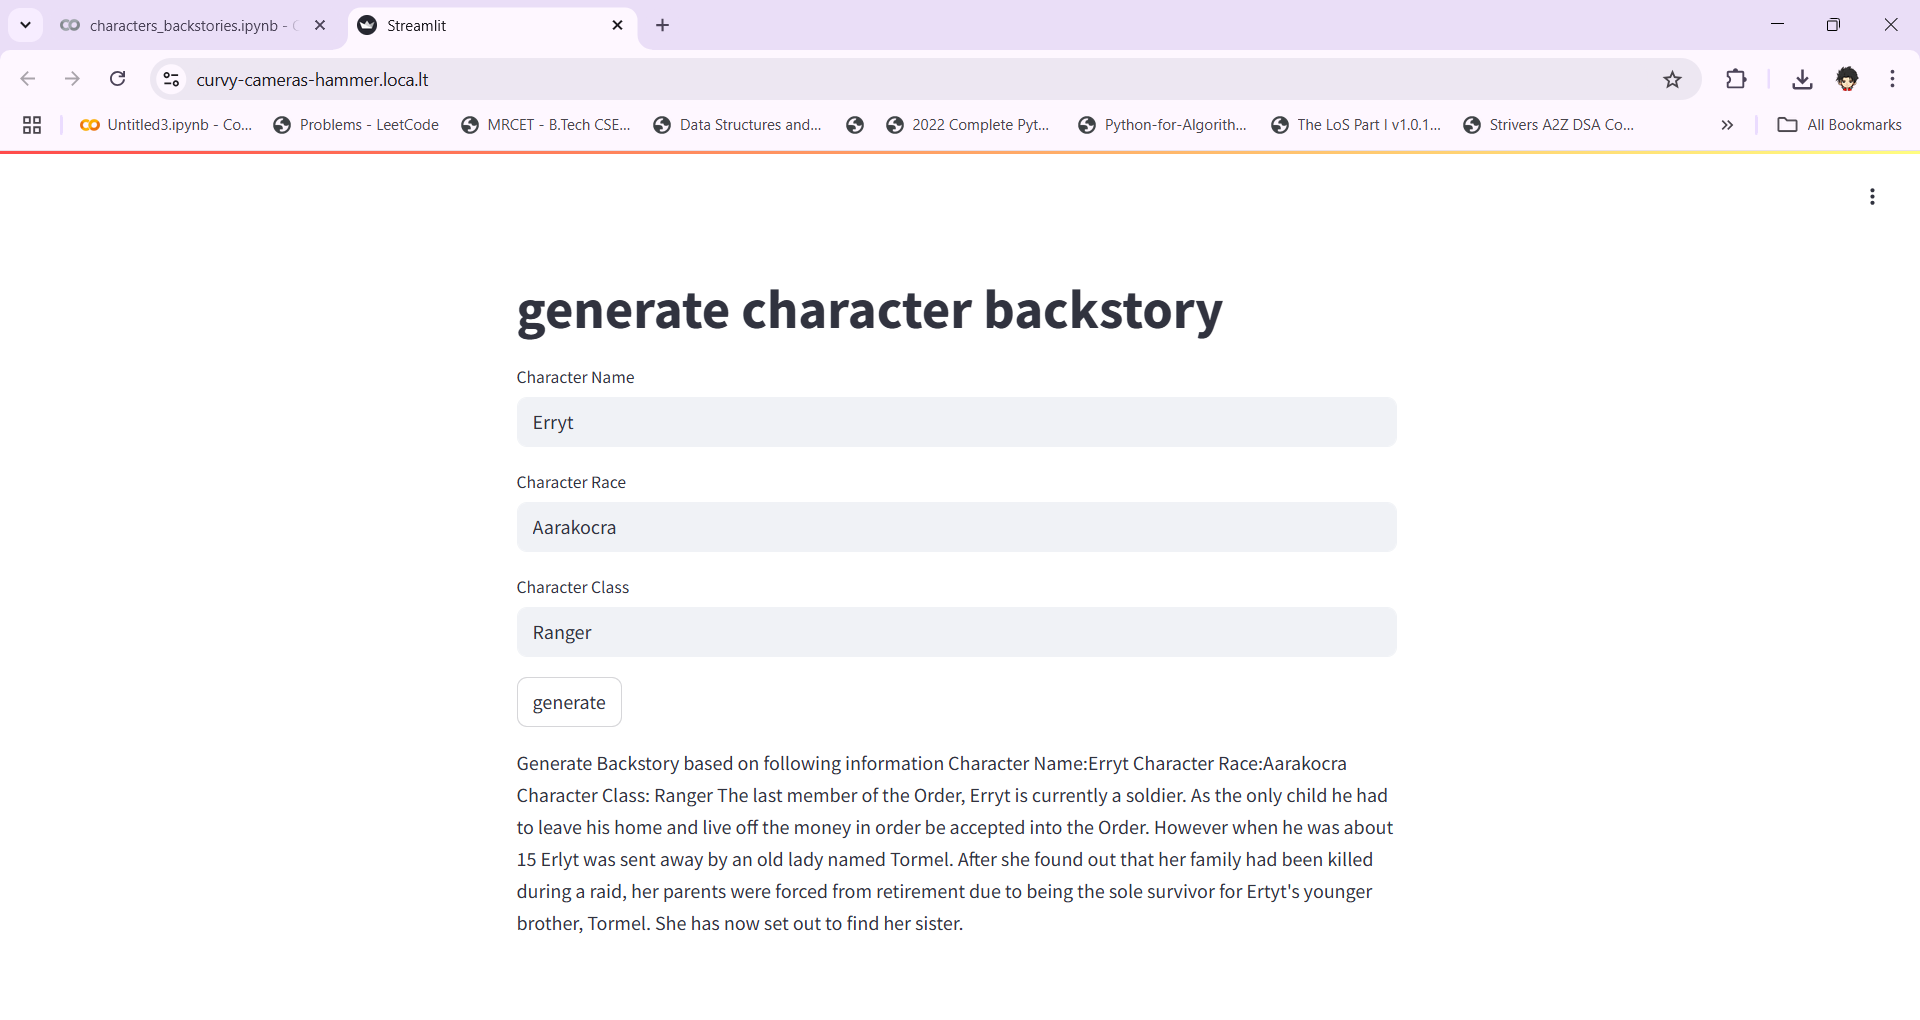 characters_backstories.ipynb - C
Streamlit
curvy-cameras-hammer.loca.lt
Untitled3.ipynb - Co...
Problems - LeetCode
MRCET - B.Tech CSE...
Data Structures and...
2022 Complete Pyt...
Python-for-Algorith...
The LoS Part I v1.0.1...
Strivers A2Z DSA Co...
All Bookmarks
generate character backstory
Character Name
Erryt
Character Race
Aarakocra
Character Class
Ranger
generate
Generate Backstory based on following information Character Name:Erryt Character Race:Aarakocra
Character Class: Ranger The last member of the Order, Erryt is currently a soldier. As the only child he had
to leave his home and live off the money in order be accepted into the Order. However when he was about
15 Erlyt was sent away by an old lady named Tormel. After she found out that her family had been killed
during a raid, her parents were forced from retirement due to being the sole survivor for Ertyt's younger
brother, Tormel. She has now set out to find her sister.